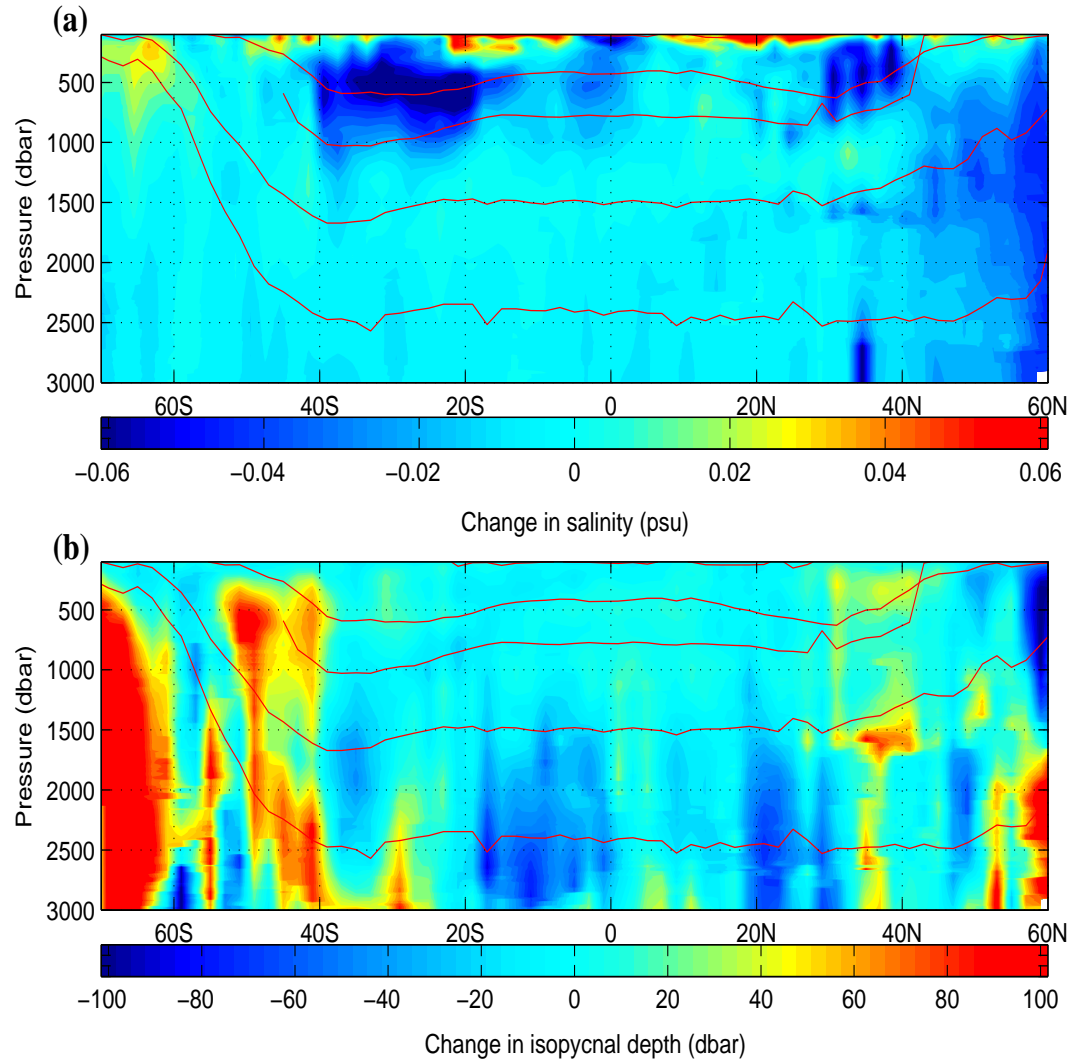 (a)
Pressure (dbar)
500
1000
1500
2000
2500
3000
60S 40S 20S 0 20N 40N 60N
−0.06 −0.04 −0.02 0 0.02 0.04 0.06
Change in salinity (psu)
(b)
Pressure (dbar)
500
1000
1500
2000
2500
3000
60S 40S 20S 0 20N 40N 60N
−100 −80 −60 −40 −20 0 20 40 60 80 100
Change in isopycnal depth (dbar)